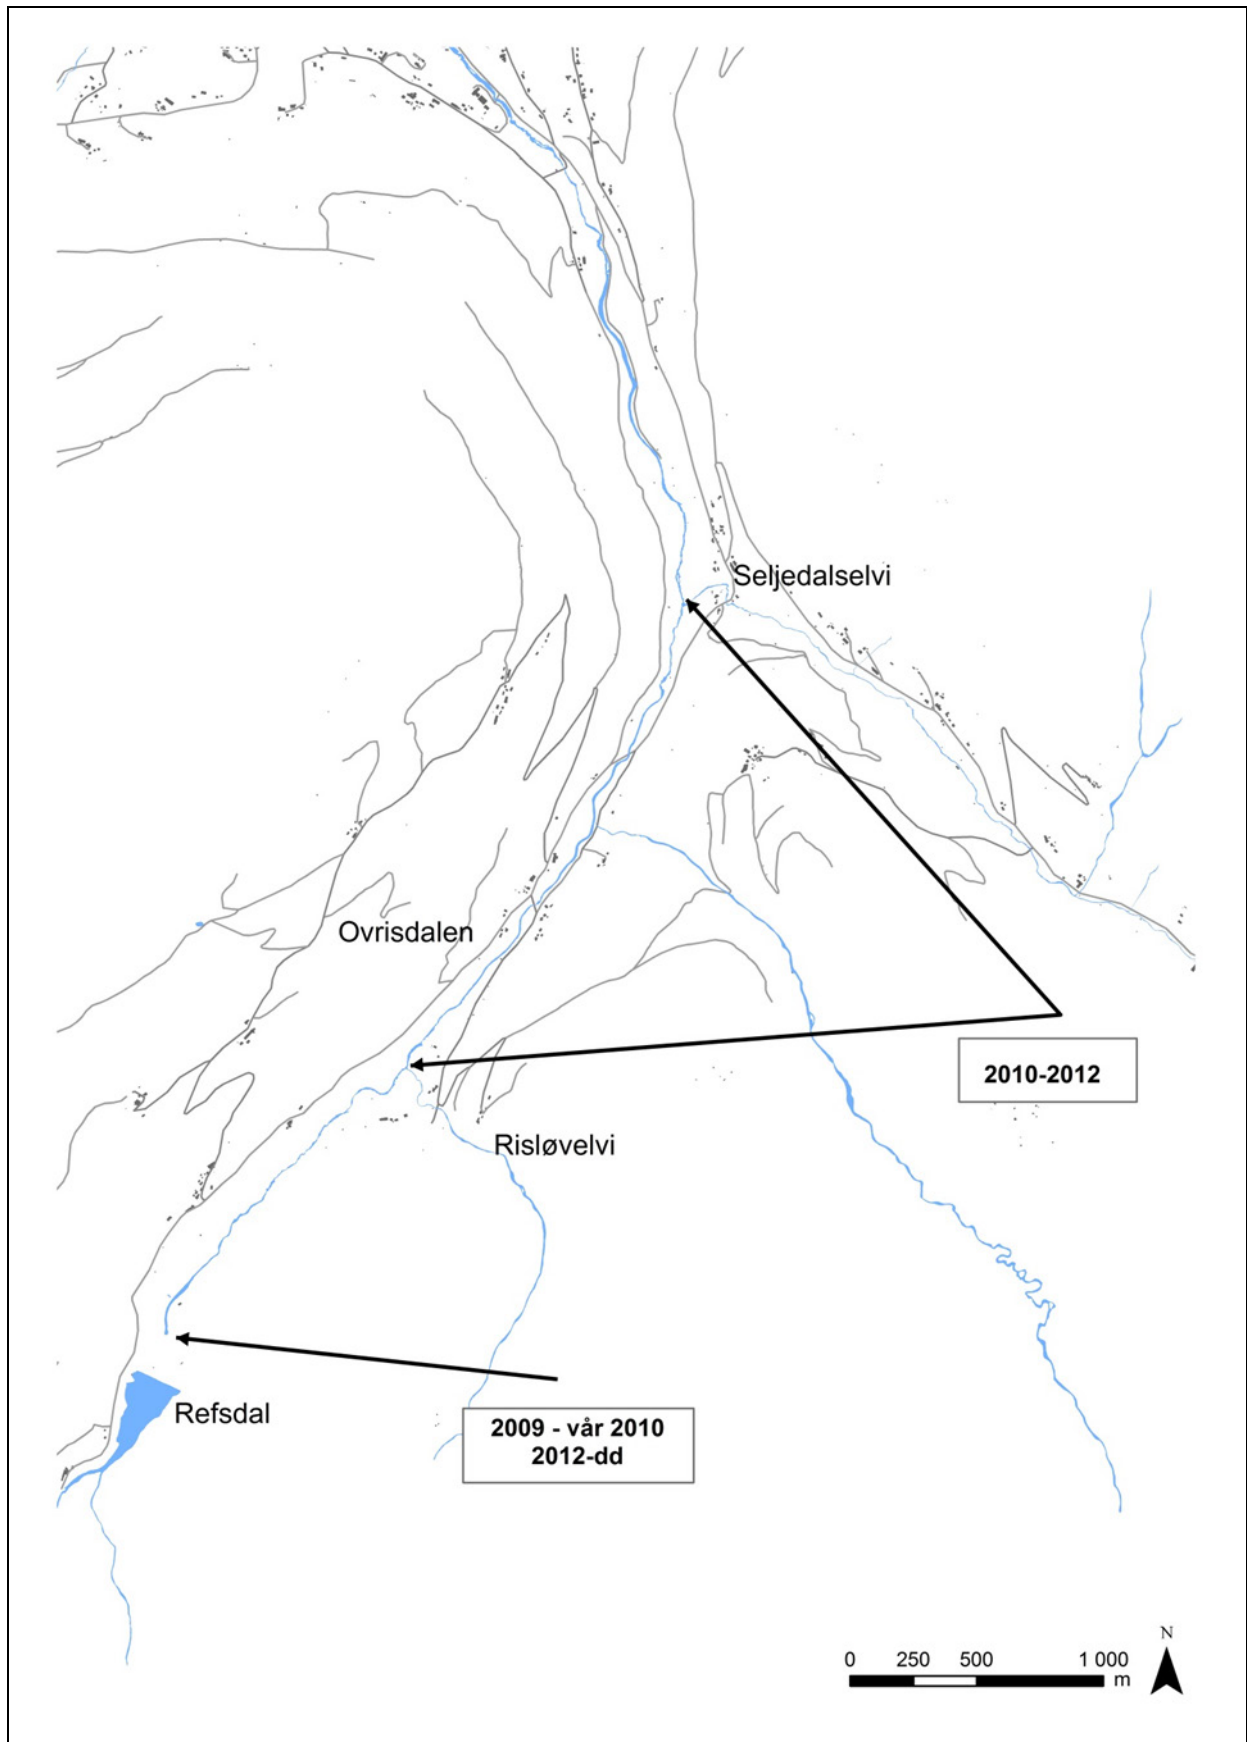 Seljedalselvi
Ovrisdalen
2010-2012
Risløvelvi
Refsdal
2009 - vår 2010
2012-dd
N
0 250 500 1 000
m